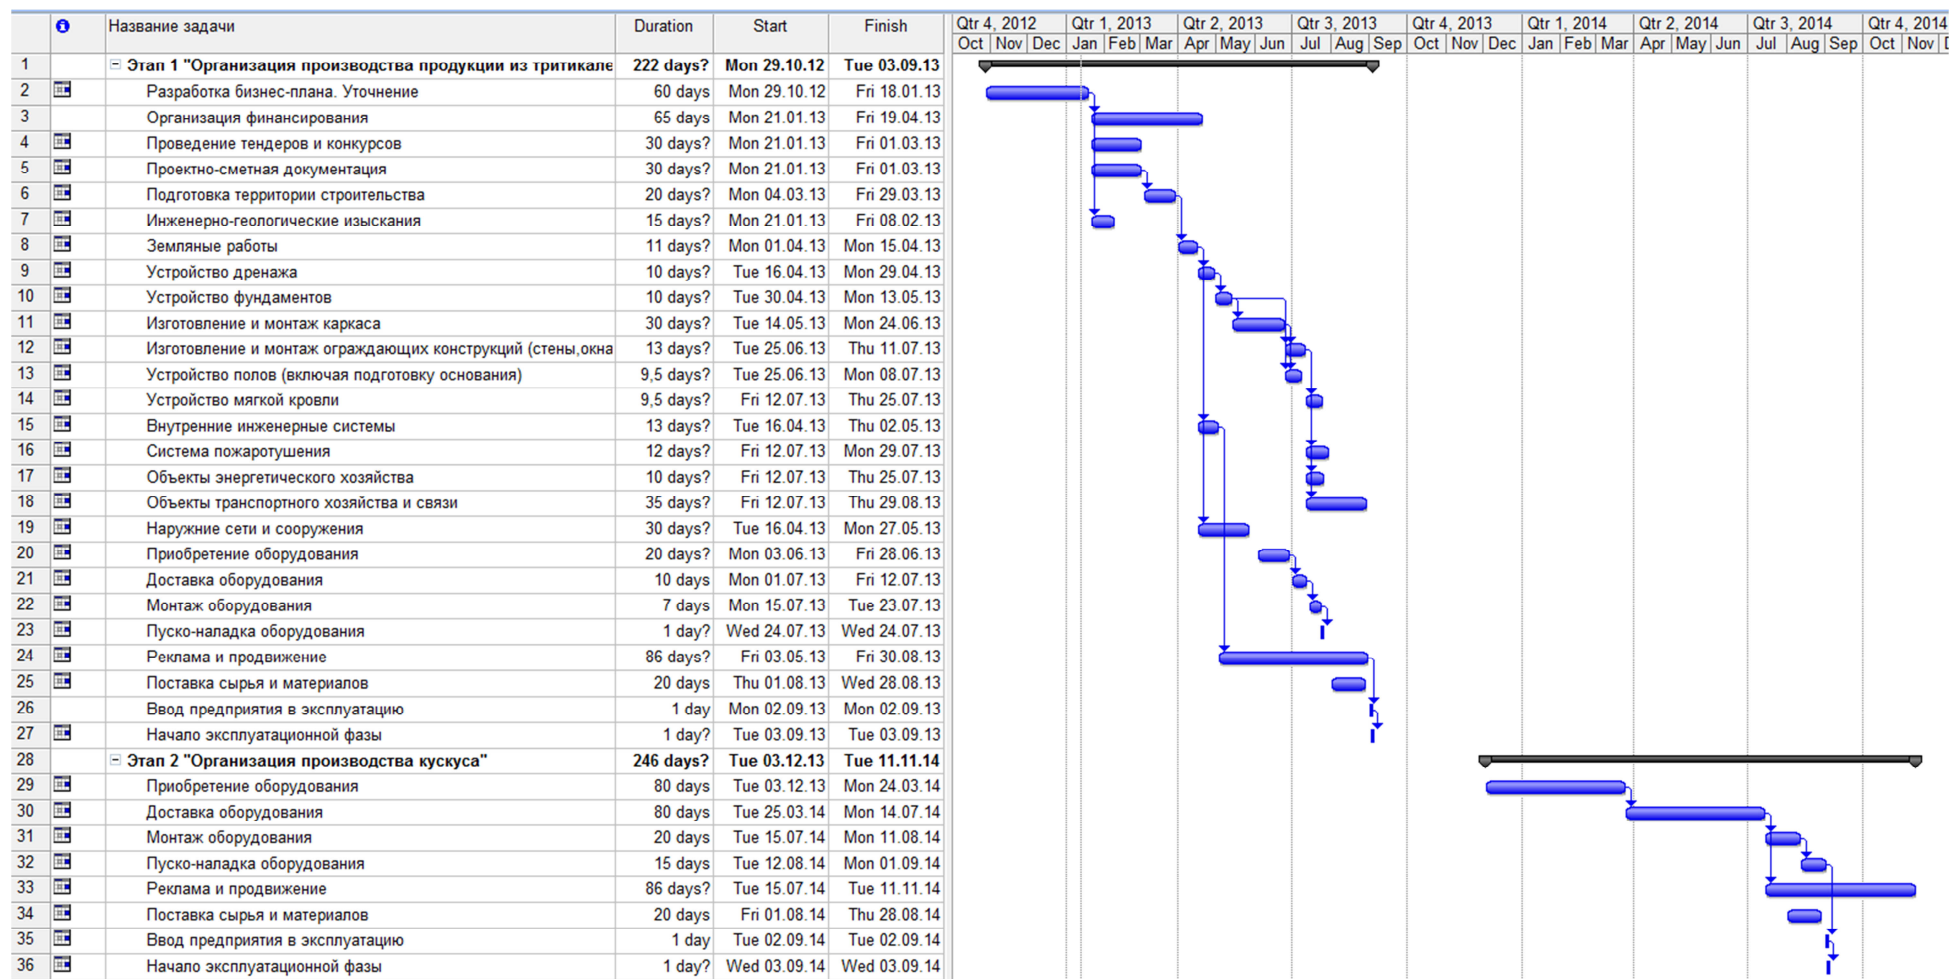 Название задачи Duration Start Finish Qtr 4, 2012 Qtr 1, 2013 Qtr 2, 2013 Qtr 3, 2013 Qtr 4, 2013 Qtr 1, 2014 Qtr 2, 2014 Qtr 3, 2014 Qtr 4, 2014
Oct Nov Dec Jan Feb Mar Apr May Jun Jul Aug Sep Oct Nov Dec Jan Feb Mar Apr May Jun Jul Aug Sep Oct Nov
1 Этап 1 "Организация производства продукции из тритикале 222 days? Mon 29.10.12 Tue 03.09.13
2 Разработка бизнес-плана. Уточнение 60 days Mon 29.10.12 Fri 18.01.13
3 Организация финансирования 65 days Mon 21.01.13 Fri 19.04.13
4 Проведение тендеров и конкурсов 30 days? Mon 21.01.13 Fri 01.03.13
5 Проектно-сметная документация 30 days? Mon 21.01.13 Fri 01.03.13
6 Подготовка территории строительства 20 days? Mon 04.03.13 Fri 29.03.13
7 Инженерно-геологические изыскания 15 days? Mon 21.01.13 Fri 08.02.13
8 Земляные работы 11 days? Mon 01.04.13 Mon 15.04.13
9 Устройство дренажа 10 days? Tue 16.04.13 Mon 29.04.13
10 Устройство фундаментов 10 days? Tue 30.04.13 Mon 13.05.13
11 Изготовление и монтаж каркаса 30 days? Tue 14.05.13 Mon 24.06.13
12 Изготовление и монтаж ограждающих конструкций (стены,окна 13 days? Tue 25.06.13 Thu 11.07.13
13 Устройство полов (включая подготовку основания) 9,5 days? Tue 25.06.13 Mon 08.07.13
14 Устройство мягкой кровли 9,5 days? Fri 12.07.13 Thu 25.07.13
15 Внутренние инженерные системы 13 days? Tue 16.04.13 Thu 02.05.13
16 Система пожаротушения 12 days? Fri 12.07.13 Mon 29.07.13
17 Объекты энергетического хозяйства 10 days? Fri 12.07.13 Thu 25.07.13
18 Объекты транспортного хозяйства и связи 35 days? Fri 12.07.13 Thu 29.08.13
19 Наружние сети и сооружения 30 days? Tue 16.04.13 Mon 27.05.13
20 Приобретение оборудования 20 days? Mon 03.06.13 Fri 28.06.13
21 Доставка оборудования 10 days Mon 01.07.13 Fri 12.07.13
22 Монтаж оборудования 7 days Mon 15.07.13 Tue 23.07.13
23 Пуско-наладка оборудования 1 day? Wed 24.07.13 Wed 24.07.13
24 Реклама и продвижение 86 days? Fri 03.05.13 Fri 30.08.13
25 Поставка сырья и материалов 20 days Thu 01.08.13 Wed 28.08.13
26 Ввод предприятия в эксплуатацию 1 day Mon 02.09.13 Mon 02.09.13
27 Начало эксплуатационной фазы 1 day? Tue 03.09.13 Tue 03.09.13
28 Этап 2 "Организация производства кускуса" 246 days? Tue 03.12.13 Tue 11.11.14
29 Приобретение оборудования 80 days Tue 03.12.13 Mon 24.03.14
30 Доставка оборудования 80 days Tue 25.03.14 Mon 14.07.14
31 Монтаж оборудования 20 days Tue 15.07.14 Mon 11.08.14
32 Пуско-наладка оборудования 15 days Tue 12.08.14 Mon 01.09.14
33 Реклама и продвижение 86 days? Tue 15.07.14 Tue 11.11.14
34 Поставка сырья и материалов 20 days Fri 01.08.14 Thu 28.08.14
35 Ввод предприятия в эксплуатацию 1 day Tue 02.09.14 Tue 02.09.14
36 Начало эксплуатационной фазы 1 day? Wed 03.09.14 Wed 03.09.14